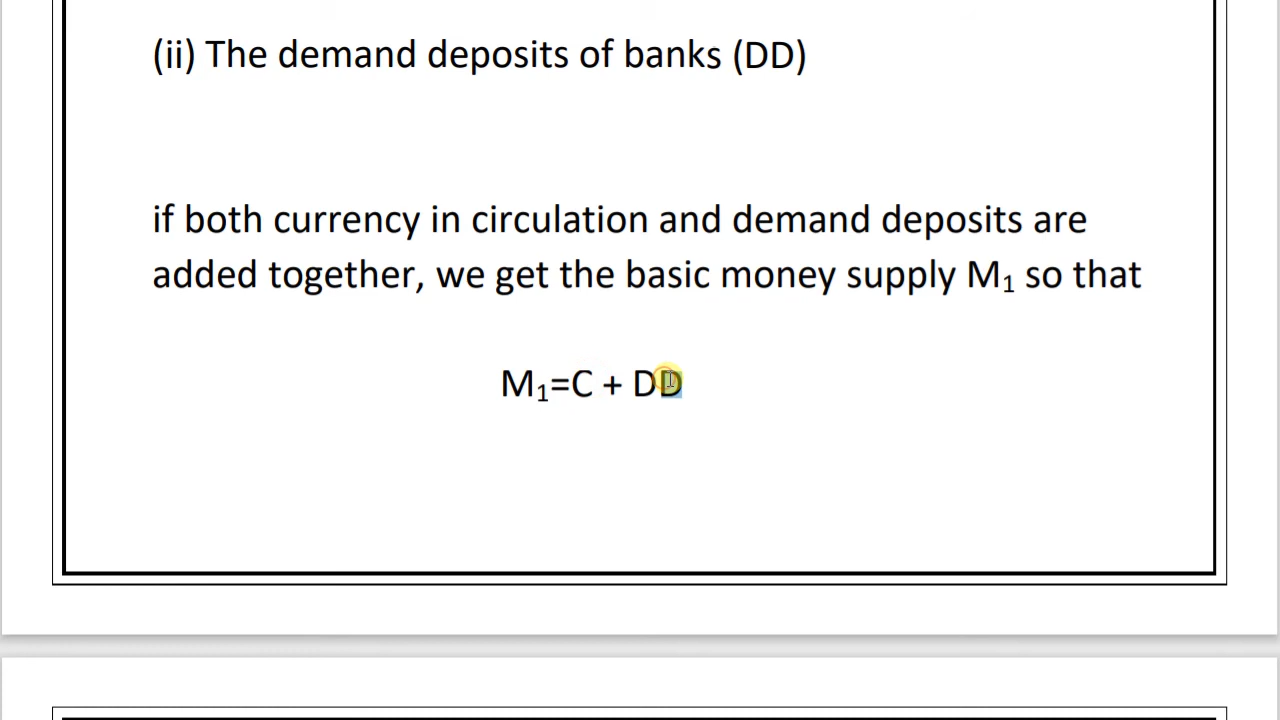 (ii) The demand deposits of banks (DD)
if both currency in circulation and demand deposits are
added together, we get the basic money supply M₁ so that
M₁=C + DD